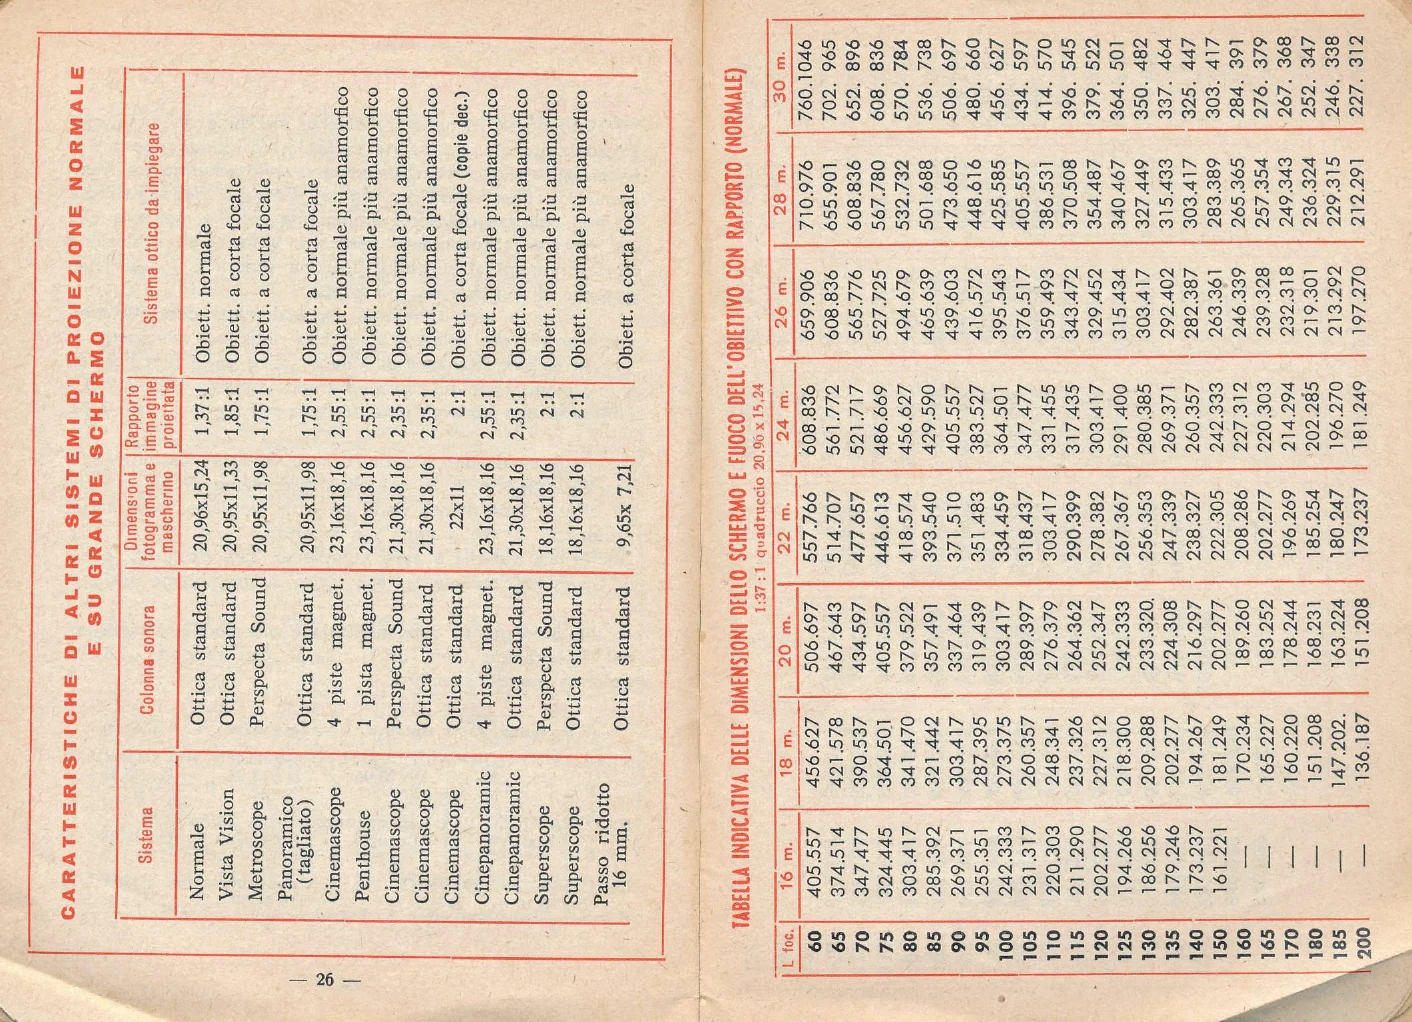 CARATTERISTICHE DI ALTRI SISTEMI DI PROIEZIONE NORMALE
E SU GRANDE SCHERMO
Sistema Colonna sonora Dimensioni fotogramma e mascherino Rapporto immagine proiettata Sistema ottico da impiegare
Normale Ottica standard 20,96x15,24 1,37:1 Obiett. normale
Vista Vision Ottica standard 20,95x11,33 1,85:1 Obiett. a corta focale
Metroscope Perspecta Sound 20,95x11,98 1,75:1 Obiett. a corta focale
Panoramico
(tagliato) Ottica standard 20,95x11,98 1,75:1 Obiett. a corta focale
Cinemascope 4 piste magnet. 23,16x18,16 2,55:1 Obiett. normale più anamorfico
Penthouse 1 pista magnet. 23,16x18,16 2,55:1 Obiett. normale più anamorfico
Cinemascope Perspecta Sound 21,30x18,16 2,35:1 Obiett. normale più anamorfico
Cinemascope Ottica standard 21,30x18,16 2,35:1 Obiett. normale più anamorfico
Cinemascope Ottica standard 22x11 2:1 Obiett. a corta focale (copie dec.)
Cinepanoramic 4 piste magnet. 23,16x18,16 2,55:1 Obiett. normale più anamorfico
Cinepanoramic Ottica standard 21,30x18,16 2,35:1 Obiett. normale più anamorfico
Superscope Perspecta Sound 18,16x18,16 2:1 Obiett. normale più anamorfico
Superscope Ottica standard 18,16x18,16 2:1 Obiett. normale più anamorfico
Passo ridotto
16 mm. Ottica standard 9,65x 7,21 Obiett. a corta focale
— 26 —
TABELLA INDICATIVA DELLE DIMENSIONI DELLO SCHERMO E FUOCO DELL'OBIETTIVO CON RAPPORTO (NORMALE)
1:37:1 quadruccio 20,96 x 15,24
L foc. 16 m. 18 m. 20 m. 22 m. 24 m. 26 m. 28 m. 30 m.
60 405.557 456.627 506.697 557.766 608.836 659.906 710.976 760.1046
65 374.514 421.578 467.643 514.707 561.772 608.836 655.901 702. 965
70 347.477 390.537 434.597 477.657 521.717 565.776 608.836 652. 896
75 324.445 364.501 405.557 446.613 486.669 527.725 567.780 608. 836
80 303.417 341.470 379.522 418.574 456.627 494.679 532.732 570. 784
85 285.392 321.442 357.491 393.540 429.590 465.639 501.688 536. 738
90 269.371 303.417 337.464 371.510 405.557 439.603 473.650 506. 697
95 255.351 287.395 319.439 351.483 383.527 416.572 448.616 480. 660
100 242.333 273.375 303.417 334.459 364.501 395.543 425.585 456. 627
105 231.317 260.357 289.397 318.437 347.477 376.517 405.557 434. 597
110 220.303 248.341 276.379 303.417 331.455 359.493 386.531 414. 570
115 211.290 237.326 264.362 290.399 317.435 343.472 370.508 396. 545
120 202.277 227.312 252.347 278.382 303.417 329.452 354.487 379. 522
125 194.266 218.300 242.333 267.367 291.400 315.434 340.467 364. 501
130 186.256 209.288 233.320. 256.353 280.385 303.417 327.449 350. 482
135 179.246 202.277 224.308 247.339 269.371 292.402 315.433 337. 464
140 173.237 194.267 216.297 238.327 260.357 282.387 303.417 325. 447
150 161.221 181.249 202.277 222.305 242.333 263.361 283.389 303. 417
160 — 170.234 189.260 208.286 227.312 246.339 265.365 284. 391
165 — 165.227 183.252 202.277 220.303 239.328 257.354 276. 379
170 — 160.220 178.244 196.269 214.294 232.318 249.343 267. 368
180 — 151.208 168.231 185.254 202.285 219.301 236.324 252. 347
185 — 147.202. 163.224 180.247 196.270 213.292 229.315 246. 338
200 — 136.187 151.208 173.237 181.249 197.270 212.291 227. 312